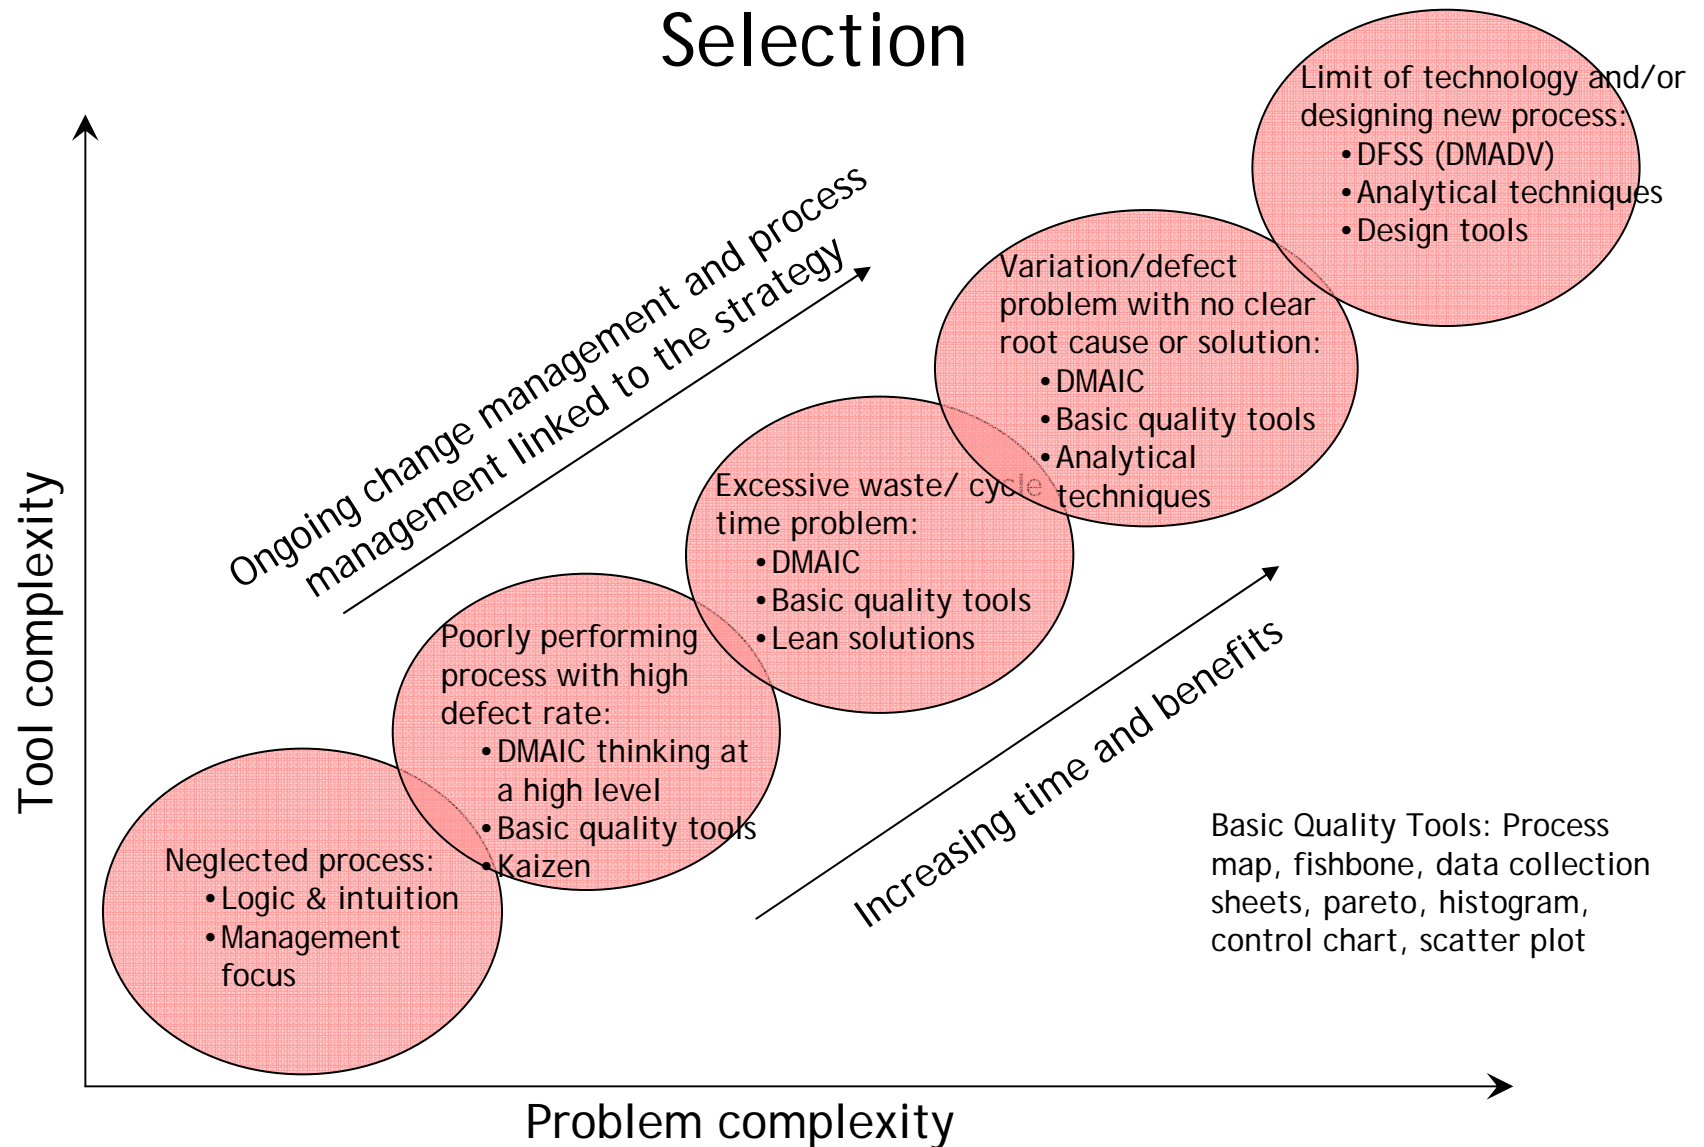 Selection
Limit of technology and/or
designing new process:
•DFSS (DMADV)
•Analytical techniques
•Design tools
Ongoing change management and process
management linked to the strategy
Variation/defect
problem with no clear
root cause or solution:
•DMAIC
•Basic quality tools
•Analytical
techniques
Excessive waste/ cycle
time problem:
•DMAIC
•Basic quality tools
•Lean solutions
Poorly performing
process with high
defect rate:
•DMAIC thinking at
a high level
•Basic quality tools
•Kaizen
Neglected process:
•Logic & intuition
•Management
focus
Increasing time and benefits
Basic Quality Tools: Process
map, fishbone, data collection
sheets, pareto, histogram,
control chart, scatter plot
Tool complexity
Problem complexity